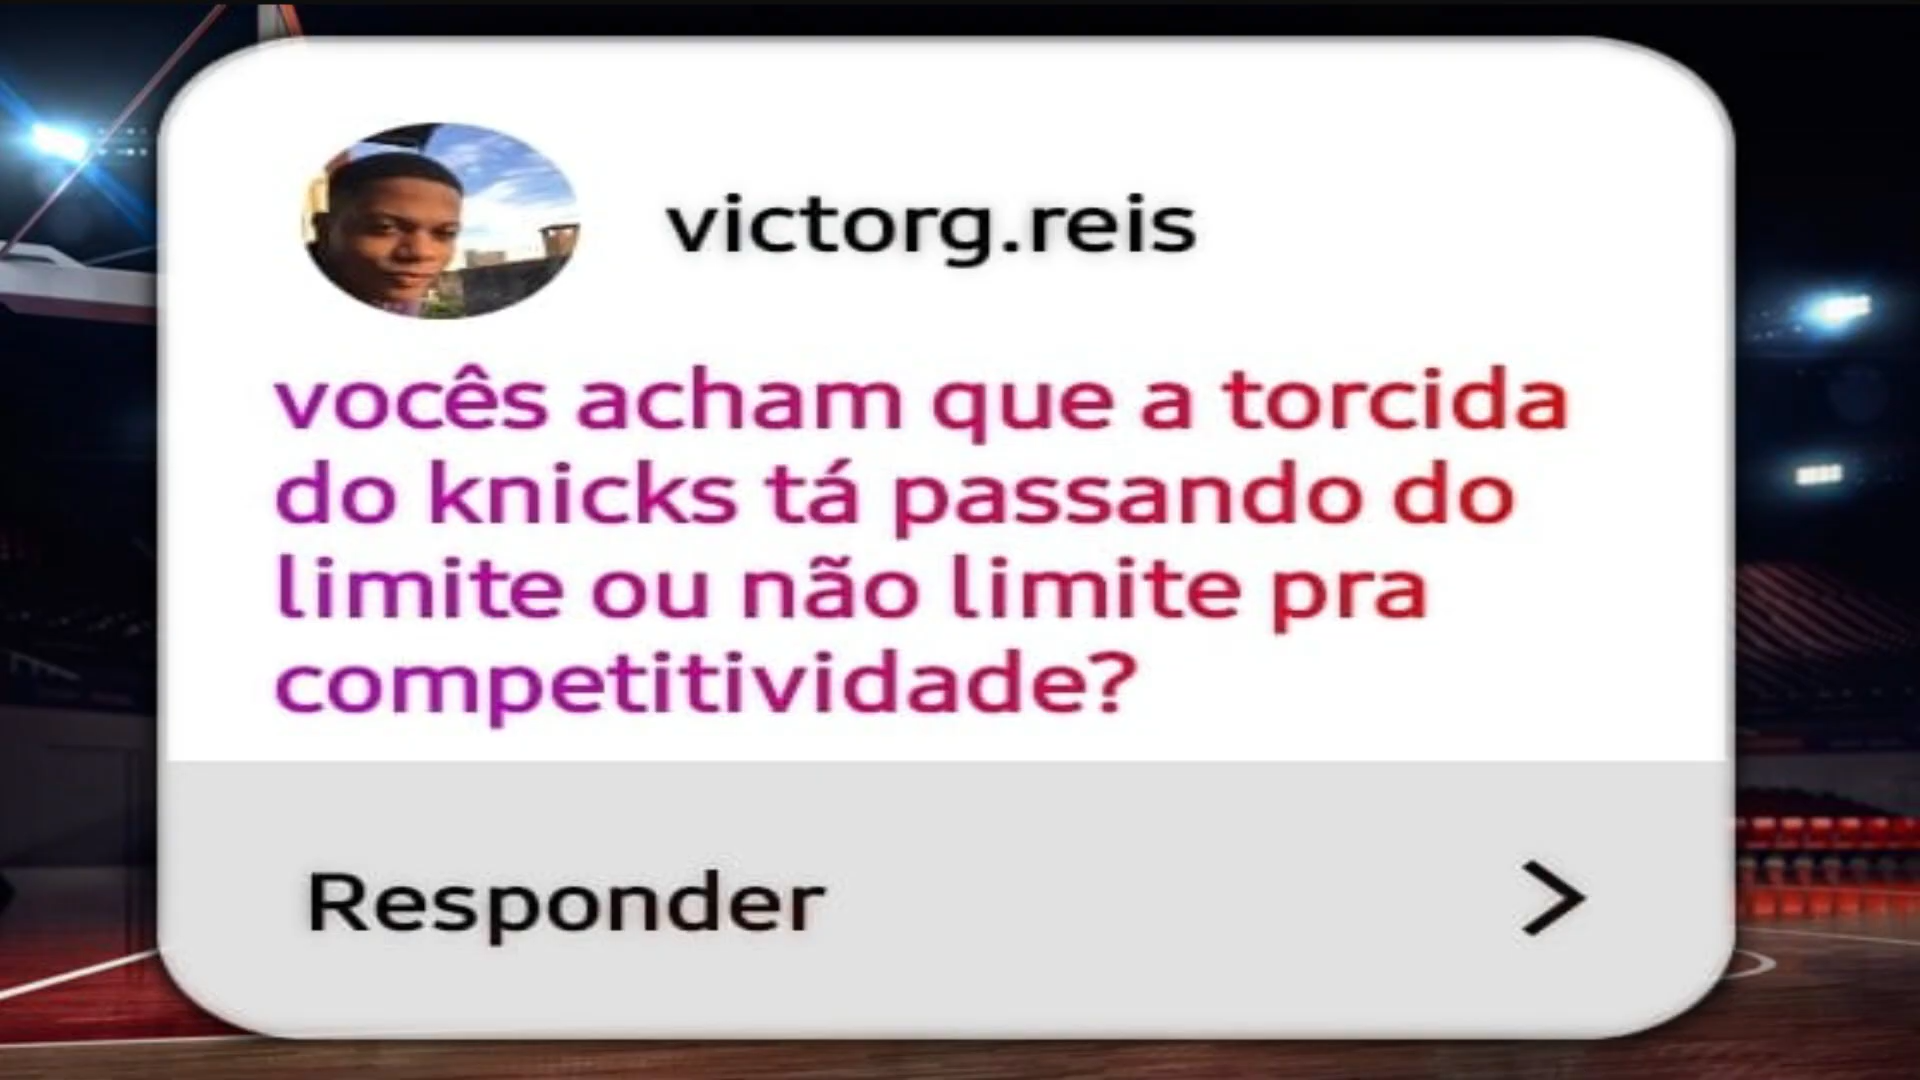 victorg.reis
vocês acham que a torcida
do knicks tá passando do
limite ou não limite pra
competitividade?
Responder